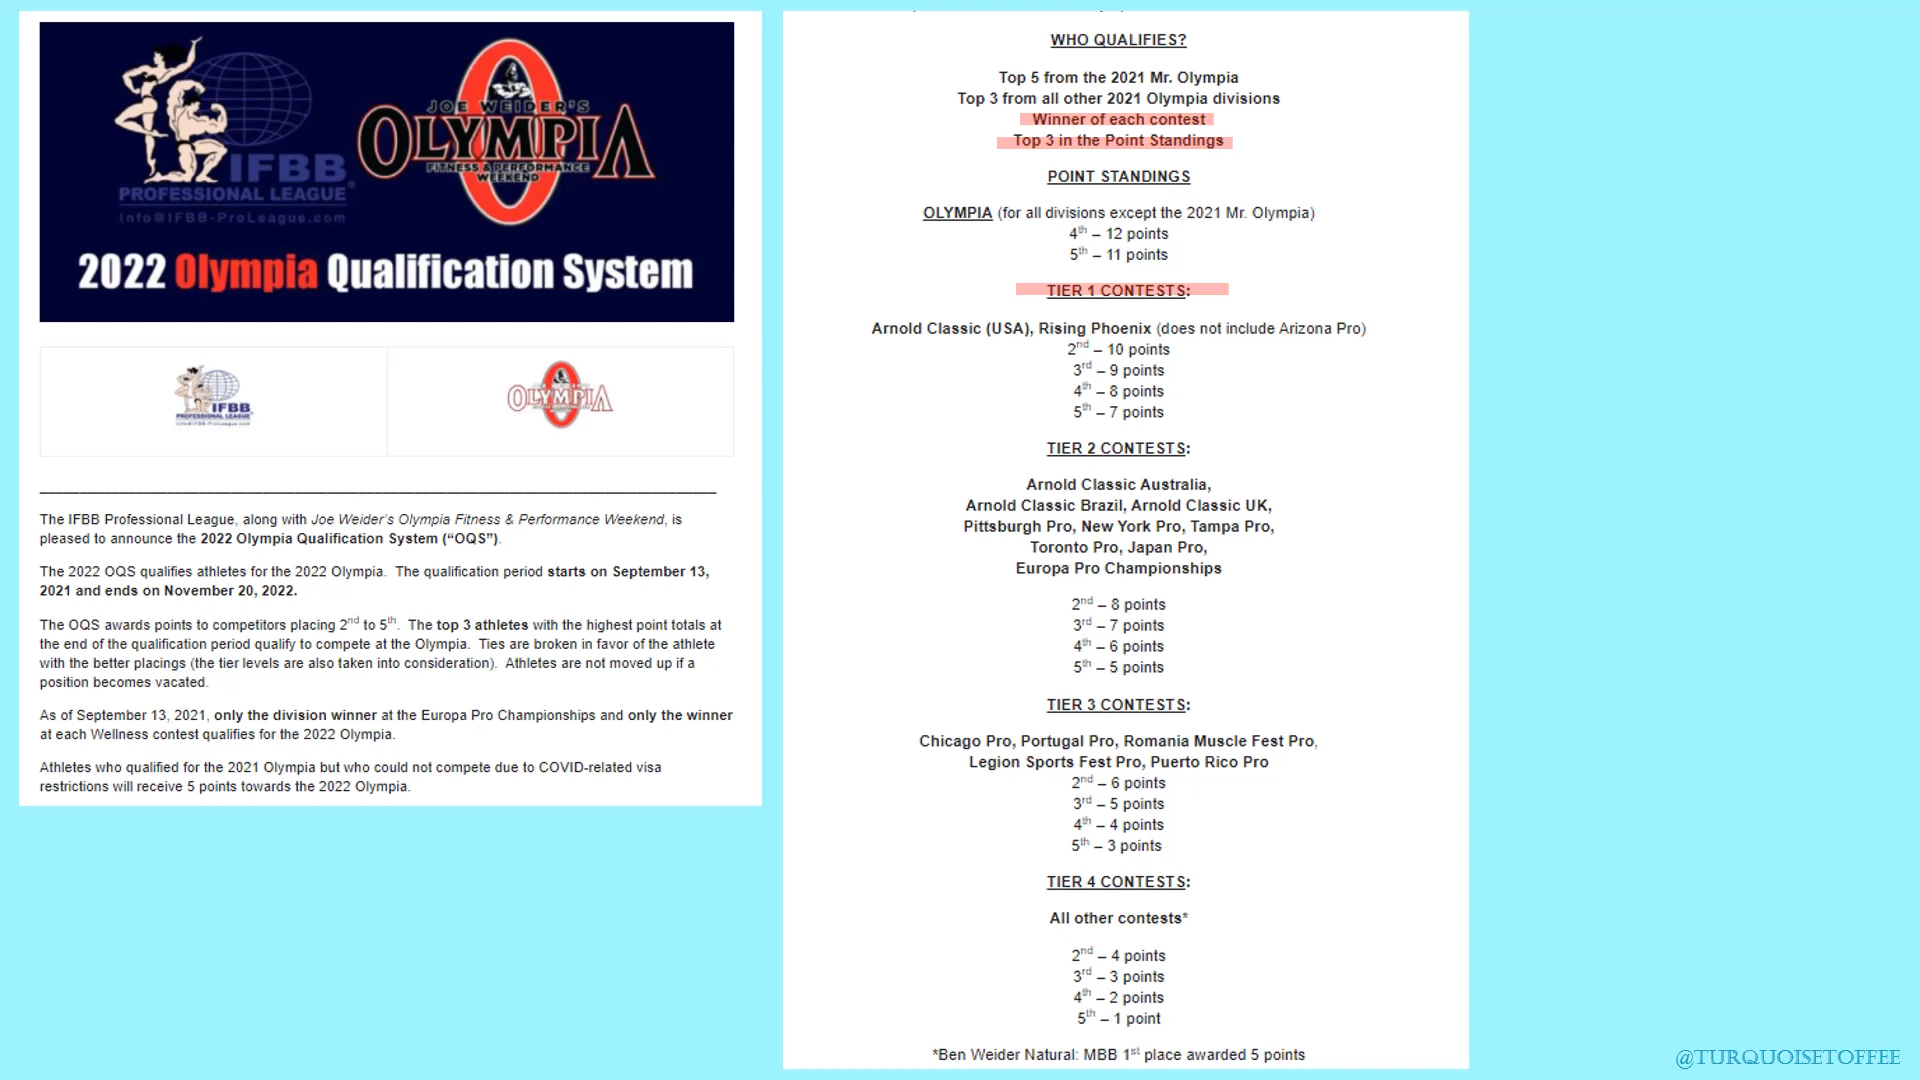 IFBB
PROFESSIONAL LEAGUE®
Info@IFBB-ProLeague.com
JOE WEIDER'S
OLYMPIA
FITNESS & PERFORMANCE
WEEKEND
2022 Olympia Qualification System
IFBB
PROFESSIONAL LEAGUE
Info@IFBB-ProLeague.com
OLYMPIA
The IFBB Professional League, along with Joe Weider's Olympia Fitness & Performance Weekend, is
pleased to announce the 2022 Olympia Qualification System (“OQS”).
The 2022 OQS qualifies athletes for the 2022 Olympia. The qualification period starts on September 13,
2021 and ends on November 20, 2022.
The OQS awards points to competitors placing 2nd to 5th. The top 3 athletes with the highest point totals at
the end of the qualification period qualify to compete at the Olympia. Ties are broken in favor of the athlete
with the better placings (the tier levels are also taken into consideration). Athletes are not moved up if a
position becomes vacated.
As of September 13, 2021, only the division winner at the Europa Pro Championships and only the winner
at each Wellness contest qualifies for the 2022 Olympia.
Athletes who qualified for the 2021 Olympia but who could not compete due to COVID-related visa
restrictions will receive 5 points towards the 2022 Olympia.
WHO QUALIFIES?
Top 5 from the 2021 Mr. Olympia
Top 3 from all other 2021 Olympia divisions
Winner of each contest
Top 3 in the Point Standings
POINT STANDINGS
OLYMPIA (for all divisions except the 2021 Mr. Olympia)
4th – 12 points
5th – 11 points
TIER 1 CONTESTS:
Arnold Classic (USA), Rising Phoenix (does not include Arizona Pro)
2nd – 10 points
3rd – 9 points
4th – 8 points
5th – 7 points
TIER 2 CONTESTS:
Arnold Classic Australia,
Arnold Classic Brazil, Arnold Classic UK,
Pittsburgh Pro, New York Pro, Tampa Pro,
Toronto Pro, Japan Pro,
Europa Pro Championships
2nd – 8 points
3rd – 7 points
4th – 6 points
5th – 5 points
TIER 3 CONTESTS:
Chicago Pro, Portugal Pro, Romania Muscle Fest Pro,
Legion Sports Fest Pro, Puerto Rico Pro
2nd – 6 points
3rd – 5 points
4th – 4 points
5th – 3 points
TIER 4 CONTESTS:
All other contests*
2nd – 4 points
3rd – 3 points
4th – 2 points
5th – 1 point
*Ben Weider Natural: MBB 1st place awarded 5 points
@TURQUOISETOFFEE